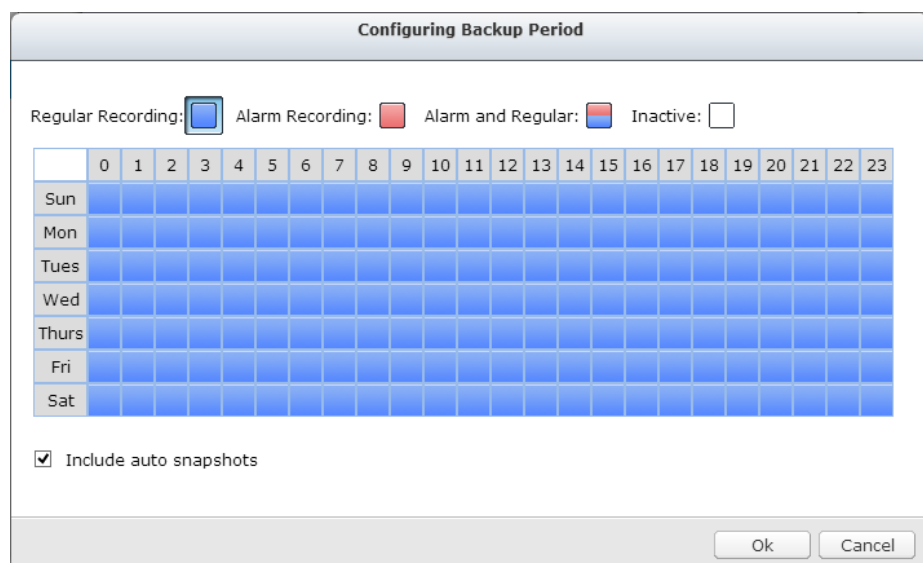 Configuring Backup Period
Regular Recording: Alarm Recording: Alarm and Regular: Inactive:
0 1 2 3 4 5 6 7 8 9 10 11 12 13 14 15 16 17 18 19 20 21 22 23
Sun
Mon
Tues
Wed
Thurs
Fri
Sat
Include auto snapshots
Ok Cancel